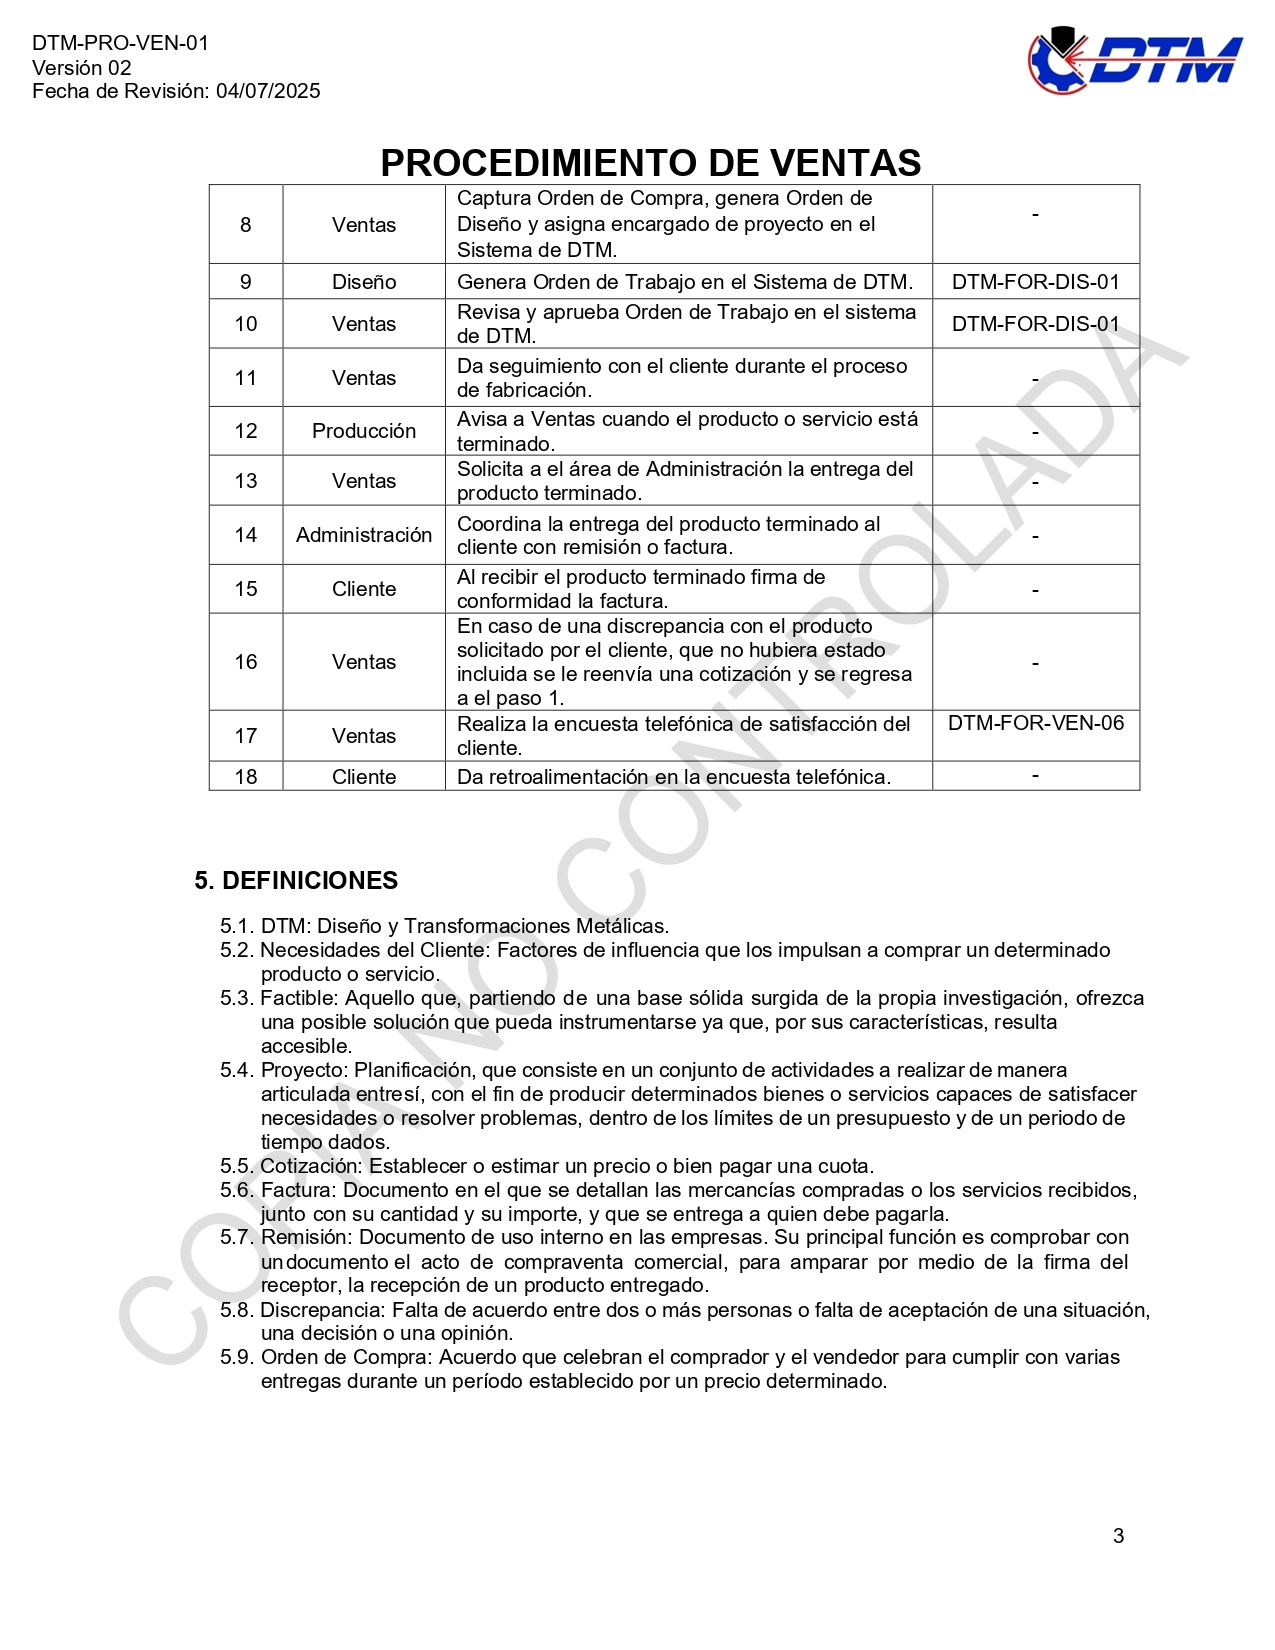 DTM-PRO-VEN-01
Versión 02
Fecha de Revisión: 04/07/2025
DTM
PROCEDIMIENTO DE VENTAS
8 Ventas Captura Orden de Compra, genera Orden de
Diseño y asigna encargado de proyecto en el
Sistema de DTM. -
9 Diseño Genera Orden de Trabajo en el Sistema de DTM. DTM-FOR-DIS-01
10 Ventas Revisa y aprueba Orden de Trabajo en el sistema
de DTM. DTM-FOR-DIS-01
11 Ventas Da seguimiento con el cliente durante el proceso
de fabricación. -
12 Producción Avisa a Ventas cuando el producto o servicio está
terminado. -
13 Ventas Solicita a el área de Administración la entrega del
producto terminado. -
14 Administración Coordina la entrega del producto terminado al
cliente con remisión o factura. -
15 Cliente Al recibir el producto terminado firma de
conformidad la factura. -
16 Ventas En caso de una discrepancia con el producto
solicitado por el cliente, que no hubiera estado
incluida se le reenvía una cotización y se regresa
a el paso 1. -
17 Ventas Realiza la encuesta telefónica de satisfacción del
cliente. DTM-FOR-VEN-06
18 Cliente Da retroalimentación en la encuesta telefónica. -
5. DEFINICIONES
5.1. DTM: Diseño y Transformaciones Metálicas.
5.2. Necesidades del Cliente: Factores de influencia que los impulsan a comprar un determinado
producto o servicio.
5.3. Factible: Aquello que, partiendo de una base sólida surgida de la propia investigación, ofrezca
una posible solución que pueda instrumentarse ya que, por sus características, resulta
accesible.
5.4. Proyecto: Planificación, que consiste en un conjunto de actividades a realizar de manera
articulada entresí, con el fin de producir determinados bienes o servicios capaces de satisfacer
necesidades o resolver problemas, dentro de los límites de un presupuesto y de un periodo de
tiempo dados.
5.5. Cotización: Establecer o estimar un precio o bien pagar una cuota.
5.6. Factura: Documento en el que se detallan las mercancías compradas o los servicios recibidos,
junto con su cantidad y su importe, y que se entrega a quien debe pagarla.
5.7. Remisión: Documento de uso interno en las empresas. Su principal función es comprobar con
un documento el acto de compraventa comercial, para amparar por medio de la firma del
receptor, la recepción de un producto entregado.
5.8. Discrepancia: Falta de acuerdo entre dos o más personas o falta de aceptación de una situación,
una decisión o una opinión.
5.9. Orden de Compra: Acuerdo que celebran el comprador y el vendedor para cumplir con varias
entregas durante un período establecido por un precio determinado.
COPIA NO CONTROLADA
3